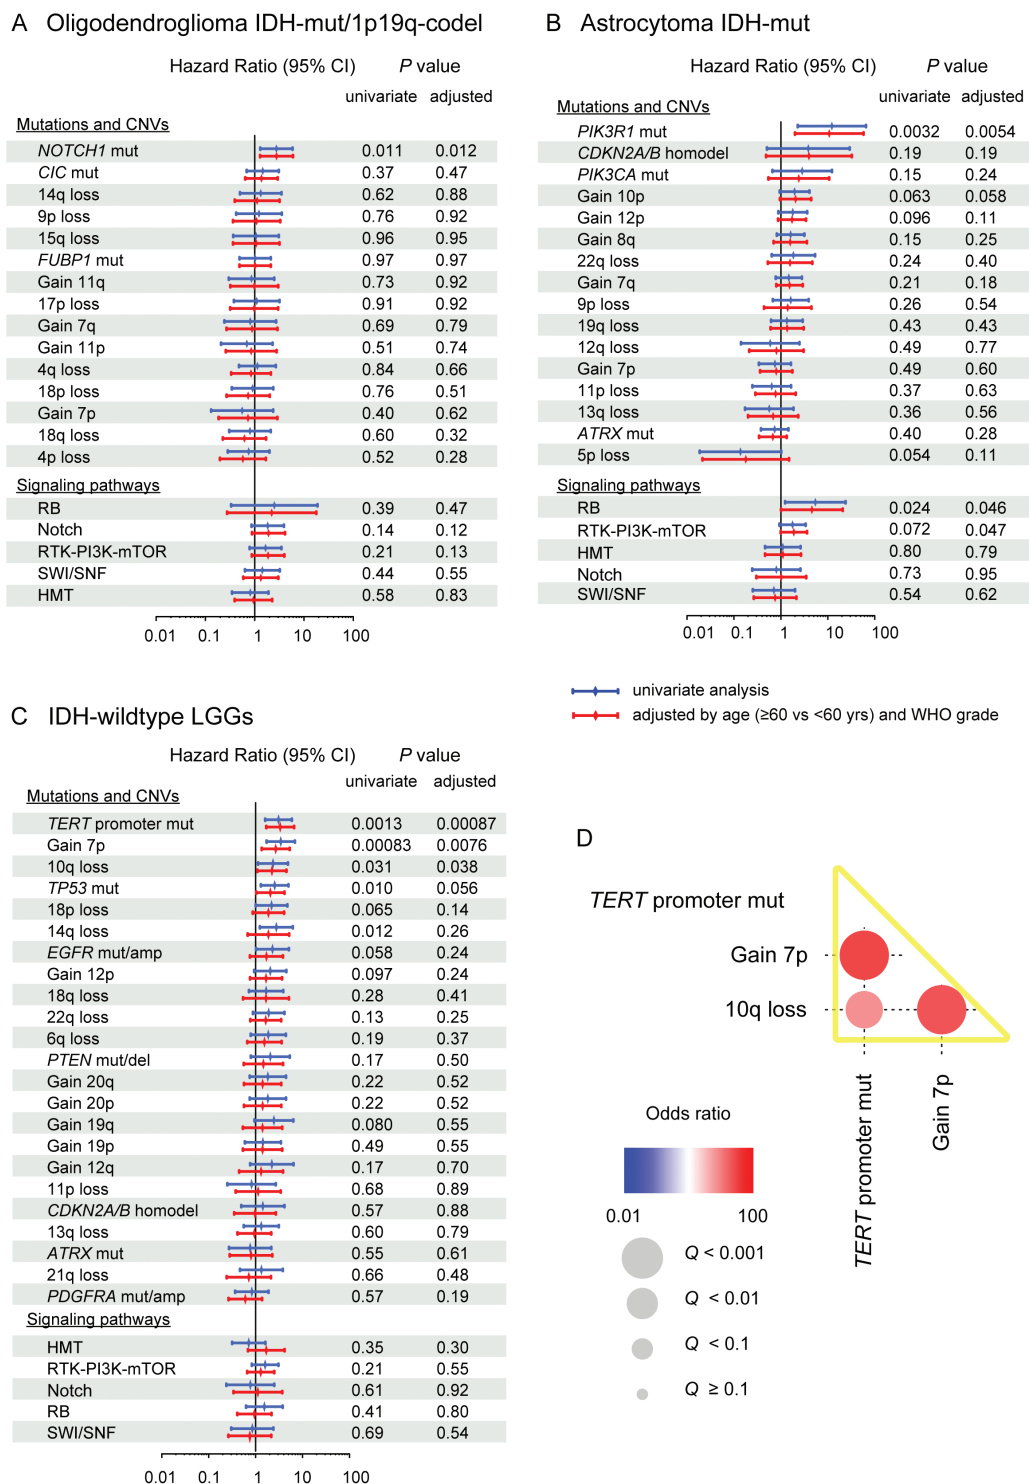 A Oligodendroglioma IDH-mut/1p19q-codel
Hazard Ratio (95% CI) P value
univariate adjusted
Mutations and CNVs
NOTCH1 mut 0.011 0.012
CIC mut 0.37 0.47
14q loss 0.62 0.88
9p loss 0.76 0.92
15q loss 0.96 0.95
FUBP1 mut 0.97 0.97
Gain 11q 0.73 0.92
17p loss 0.91 0.92
Gain 7q 0.69 0.79
Gain 11p 0.51 0.74
4q loss 0.84 0.66
18p loss 0.76 0.51
Gain 7p 0.40 0.62
18q loss 0.60 0.32
4p loss 0.52 0.28
Signaling pathways
RB 0.39 0.47
Notch 0.14 0.12
RTK-PI3K-mTOR 0.21 0.13
SWI/SNF 0.44 0.55
HMT 0.58 0.83
0.01 0.1 1 10 100
B Astrocytoma IDH-mut
Hazard Ratio (95% CI) P value
univariate adjusted
Mutations and CNVs
PIK3R1 mut 0.0032 0.0054
CDKN2A/B homodel 0.19 0.19
PIK3CA mut 0.15 0.24
Gain 10p 0.063 0.058
Gain 12p 0.096 0.11
Gain 8q 0.15 0.25
22q loss 0.24 0.40
Gain 7q 0.21 0.18
9p loss 0.26 0.54
19q loss 0.43 0.43
12q loss 0.49 0.77
Gain 7p 0.49 0.60
11p loss 0.37 0.63
13q loss 0.36 0.56
ATRX mut 0.40 0.28
5p loss 0.054 0.11
Signaling pathways
RB 0.024 0.046
RTK-PI3K-mTOR 0.072 0.047
HMT 0.80 0.79
Notch 0.73 0.95
SWI/SNF 0.54 0.62
0.01 0.1 1 10 100
univariate analysis
adjusted by age (≥60 vs <60 yrs) and WHO grade
C IDH-wildtype LGGs
Hazard Ratio (95% CI) P value
univariate adjusted
Mutations and CNVs
TERT promoter mut 0.0013 0.00087
Gain 7p 0.00083 0.0076
10q loss 0.031 0.038
TP53 mut 0.010 0.056
18p loss 0.065 0.14
14q loss 0.012 0.26
EGFR mut/amp 0.058 0.24
Gain 12p 0.097 0.24
18q loss 0.28 0.41
22q loss 0.13 0.25
6q loss 0.19 0.37
PTEN mut/del 0.17 0.50
Gain 20q 0.22 0.52
Gain 20p 0.22 0.52
Gain 19q 0.080 0.55
Gain 19p 0.49 0.55
Gain 12q 0.17 0.70
11p loss 0.68 0.89
CDKN2A/B homodel 0.57 0.88
13q loss 0.60 0.79
ATRX mut 0.55 0.61
21q loss 0.66 0.48
PDGFRA mut/amp 0.57 0.19
Signaling pathways
HMT 0.35 0.30
RTK-PI3K-mTOR 0.21 0.55
Notch 0.61 0.92
RB 0.41 0.80
SWI/SNF 0.69 0.54
0.01 0.1 1 10 100
D
TERT promoter mut
Gain 7p
10q loss
TERT promoter mut
Gain 7p
Odds ratio
0.01 100
Q < 0.001
Q < 0.01
Q < 0.1
Q ≥ 0.1